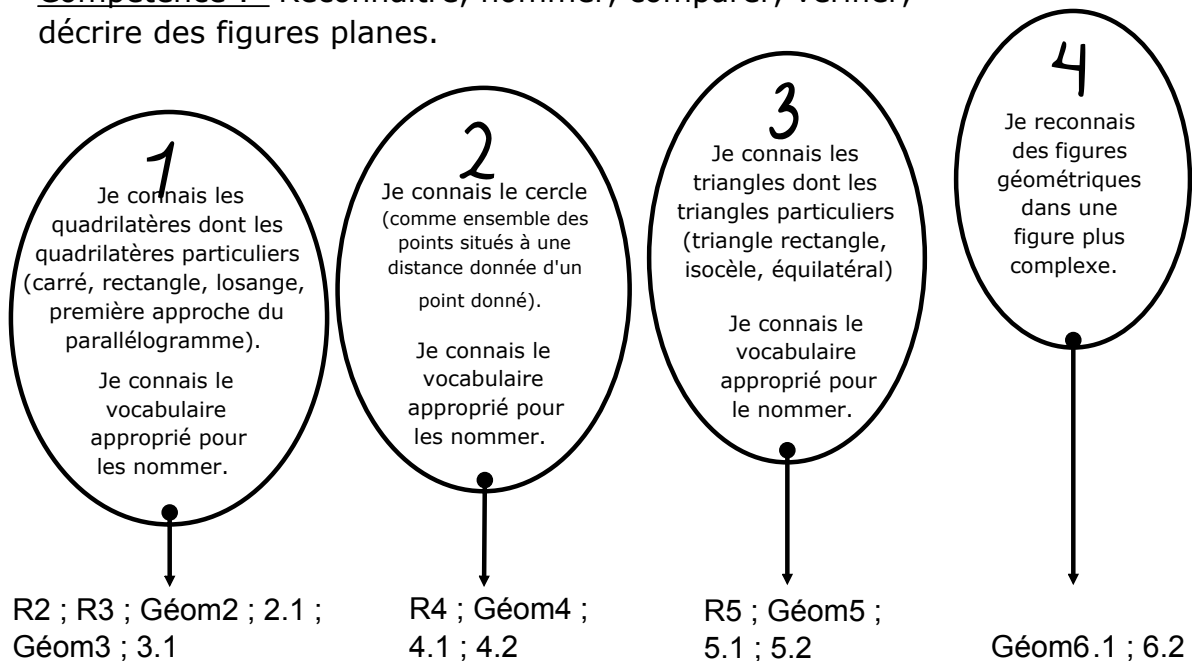 Compétence : Reconnaître, nommer, comparer, vérifier,
décrire des figures planes.
1
Je connais les
quadrilatères dont les
quadrilatères particuliers
(carré, rectangle, losange,
première approche du
parallélogramme).
Je connais le
vocabulaire
approprié pour
les nommer.
R2 ; R3 ; Géom2 ; 2.1 ;
Géom3 ; 3.1
2
Je connais le cercle
(comme ensemble des
points situés à une
distance donnée d'un
point donné).
Je connais le
vocabulaire
approprié pour
les nommer.
R4 ; Géom4 ;
4.1 ; 4.2
3
Je connais les
triangles dont les
triangles particuliers
(triangle rectangle,
isocèle, équilatéral)
Je connais le
vocabulaire
approprié pour
le nommer.
R5 ; Géom5 ;
5.1 ; 5.2
4
Je reconnais
des figures
géométriques
dans une
figure plus
complexe.
Géom6.1 ; 6.2